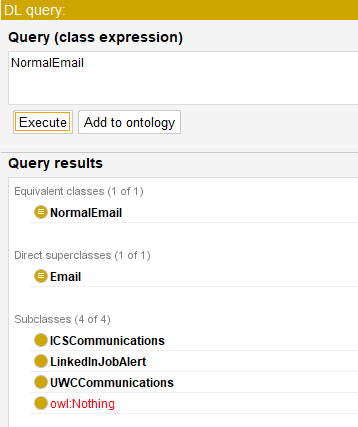 DL query:
Query (class expression)
NormalEmail
Execute Add to ontology
Query results
Equivalent classes (1 of 1)
NormalEmail
Direct superclasses (1 of 1)
Email
Subclasses (4 of 4)
ICSCommunications
LinkedInJobAlert
UWCCommunications
owl:Nothing